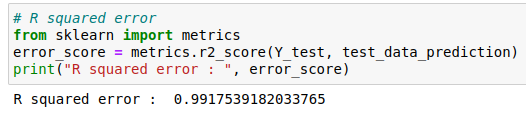 # R squared error
from sklearn import metrics
error_score = metrics.r2_score(Y_test, test_data_prediction)
print("R squared error : ", error_score)
R squared error :  0.9917539182033765